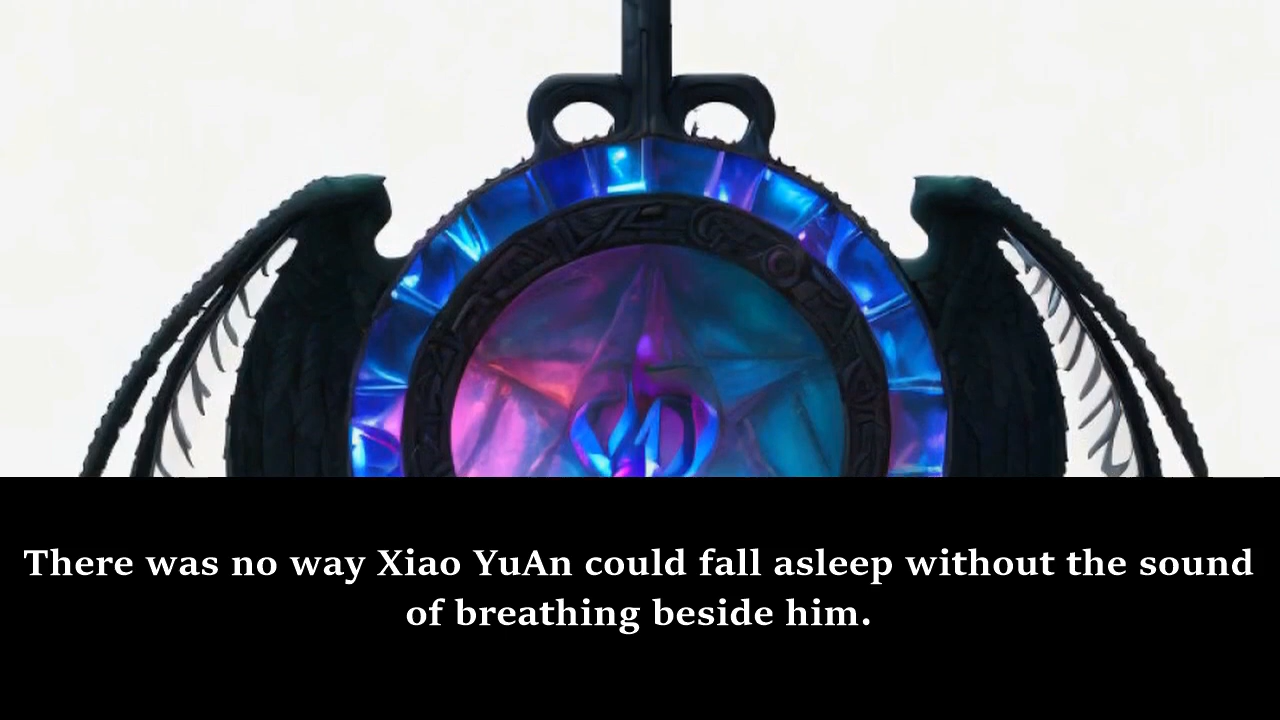 There was no way Xiao YuAn could fall asleep without the sound
of breathing beside him.